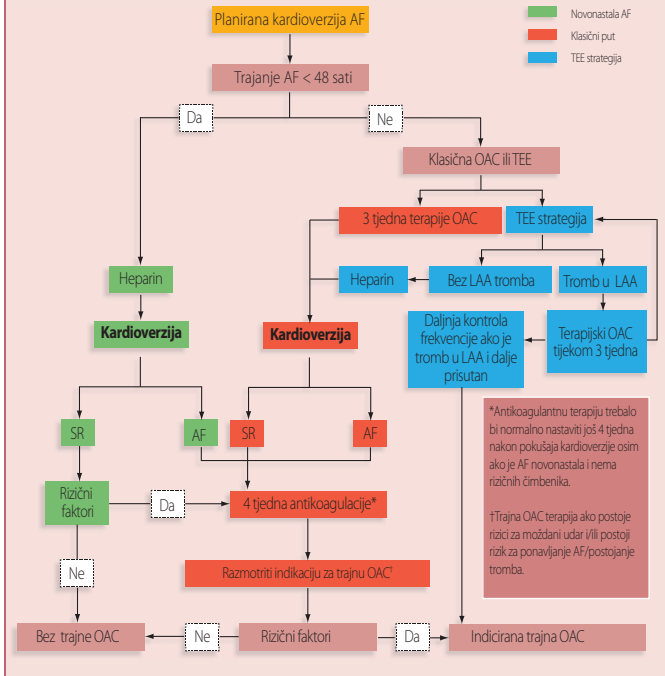 Planirana kardioverzija AF
Novonastala AF
Klasični put
TEE strategija
Trajanje AF < 48 sati
Da
Ne
Klasična OAC ili TEE
3 tjedna terapije OAC
TEE strategija
Heparin
Heparin
Bez LAA tromba
Tromb u LAA
Kardioverzija
Kardioverzija
Daljnja kontrola
frekvencije ako je
tromb u LAA i dalje
prisutan
Terapijski OAC
tijekom 3 tjedna
SR
AF
SR
AF
*Antikoagulantnu terapiju trebalo
bi normalno nastaviti još 4 tjedna
nakon pokušaja kardioverzije osim
ako je AF novonastala i nema
rizičnih čimbenika.
†Trajna OAC terapija ako postoje
rizici za moždani udar i/ili postoji
rizik za ponavljanje AF/postojanje
tromba.
Rizični
faktori
Da
4 tjedna antikoagulacije*
Ne
Razmotriti indikaciju za trajnu OAC†
Bez trajne OAC
Ne
Rizični faktori
Da
Indicirana trajna OAC